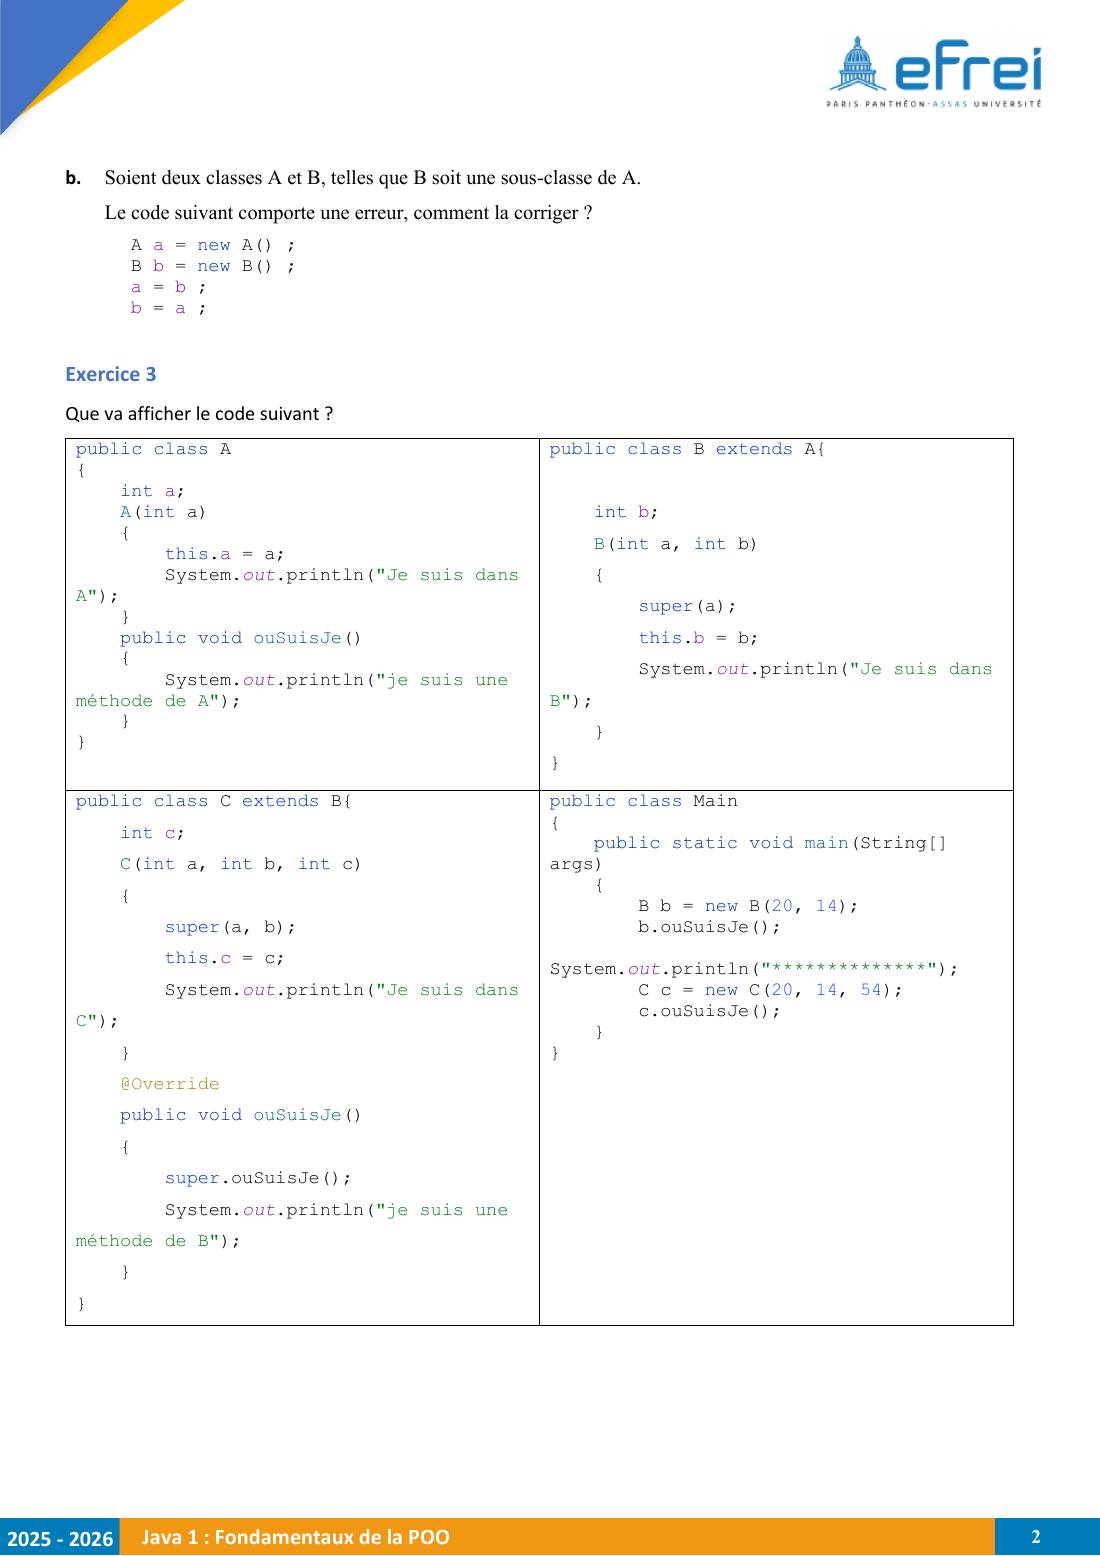 efrei
PARIS PANTHÉON-ASSAS UNIVERSITÉ
b. Soient deux classes A et B, telles que B soit une sous-classe de A.
Le code suivant comporte une erreur, comment la corriger ?
A a = new A() ;
B b = new B() ;
a = b ;
b = a ;
Exercice 3
Que va afficher le code suivant ?
public class A
{
int a;
A(int a)
{
this.a = a;
System.out.println("Je suis dans
A");
}
public void ouSuisJe()
{
System.out.println("je suis une
méthode de A");
}
}
public class B extends A{
int b;
B(int a, int b)
{
super(a);
this.b = b;
System.out.println("Je suis dans
B");
}
}
public class C extends B{
int c;
C(int a, int b, int c)
{
super(a, b);
this.c = c;
System.out.println("Je suis dans
C");
}
@Override
public void ouSuisJe()
{
super.ouSuisJe();
System.out.println("je suis une
méthode de B");
}
}
public class Main
{
public static void main(String[]
args)
{
B b = new B(20, 14);
b.ouSuisJe();
System.out.println("**************");
C c = new C(20, 14, 54);
c.ouSuisJe();
}
}
2025 - 2026 Java 1 : Fondamentaux de la POO 2